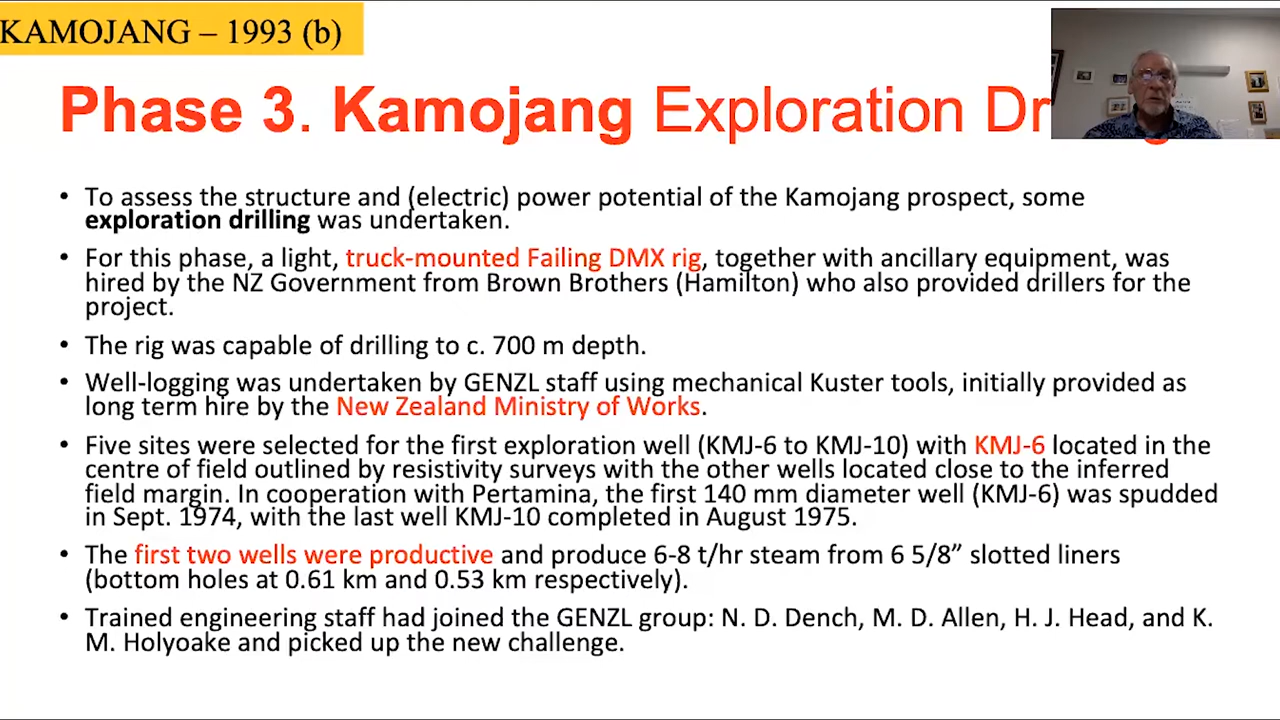 KAMOJANG – 1993 (b)
Phase 3. Kamojang Exploration
• To assess the structure and (electric) power potential of the Kamojang prospect, some
exploration drilling was undertaken.
• For this phase, a light, truck-mounted Failing DMX rig, together with ancillary equipment, was
hired by the NZ Government from Brown Brothers (Hamilton) who also provided drillers for the
project.
• The rig was capable of drilling to c. 700 m depth.
• Well-logging was undertaken by GENZL staff using mechanical Kuster tools, initially provided as
long term hire by the New Zealand Ministry of Works.
• Five sites were selected for the first exploration well (KMJ-6 to KMJ-10) with KMJ-6 located in the
centre of field outlined by resistivity surveys with the other wells located close to the inferred
field margin. In cooperation with Pertamina, the first 140 mm diameter well (KMJ-6) was spudded
in Sept. 1974, with the last well KMJ-10 completed in August 1975.
• The first two wells were productive and produce 6-8 t/hr steam from 6 5/8” slotted liners
(bottom holes at 0.61 km and 0.53 km respectively).
• Trained engineering staff had joined the GENZL group: N. D. Dench, M. D. Allen, H. J. Head, and K.
M. Holyoake and picked up the new challenge.